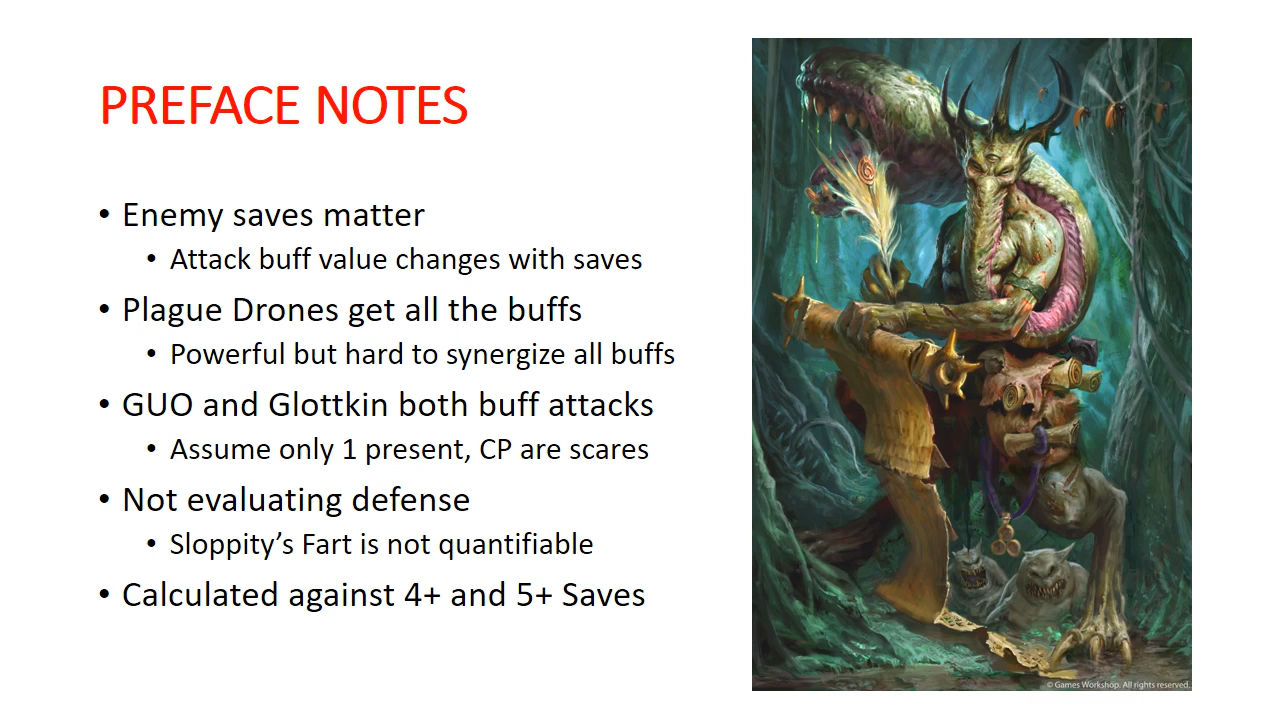 PREFACE NOTES
• Enemy saves matter
• Attack buff value changes with saves
• Plague Drones get all the buffs
• Powerful but hard to synergize all buffs
• GUO and Glottkin both buff attacks
• Assume only 1 present, CP are scares
• Not evaluating defense
• Sloppity’s Fart is not quantifiable
• Calculated against 4+ and 5+ Saves
© Games Workshop. All rights reserved.